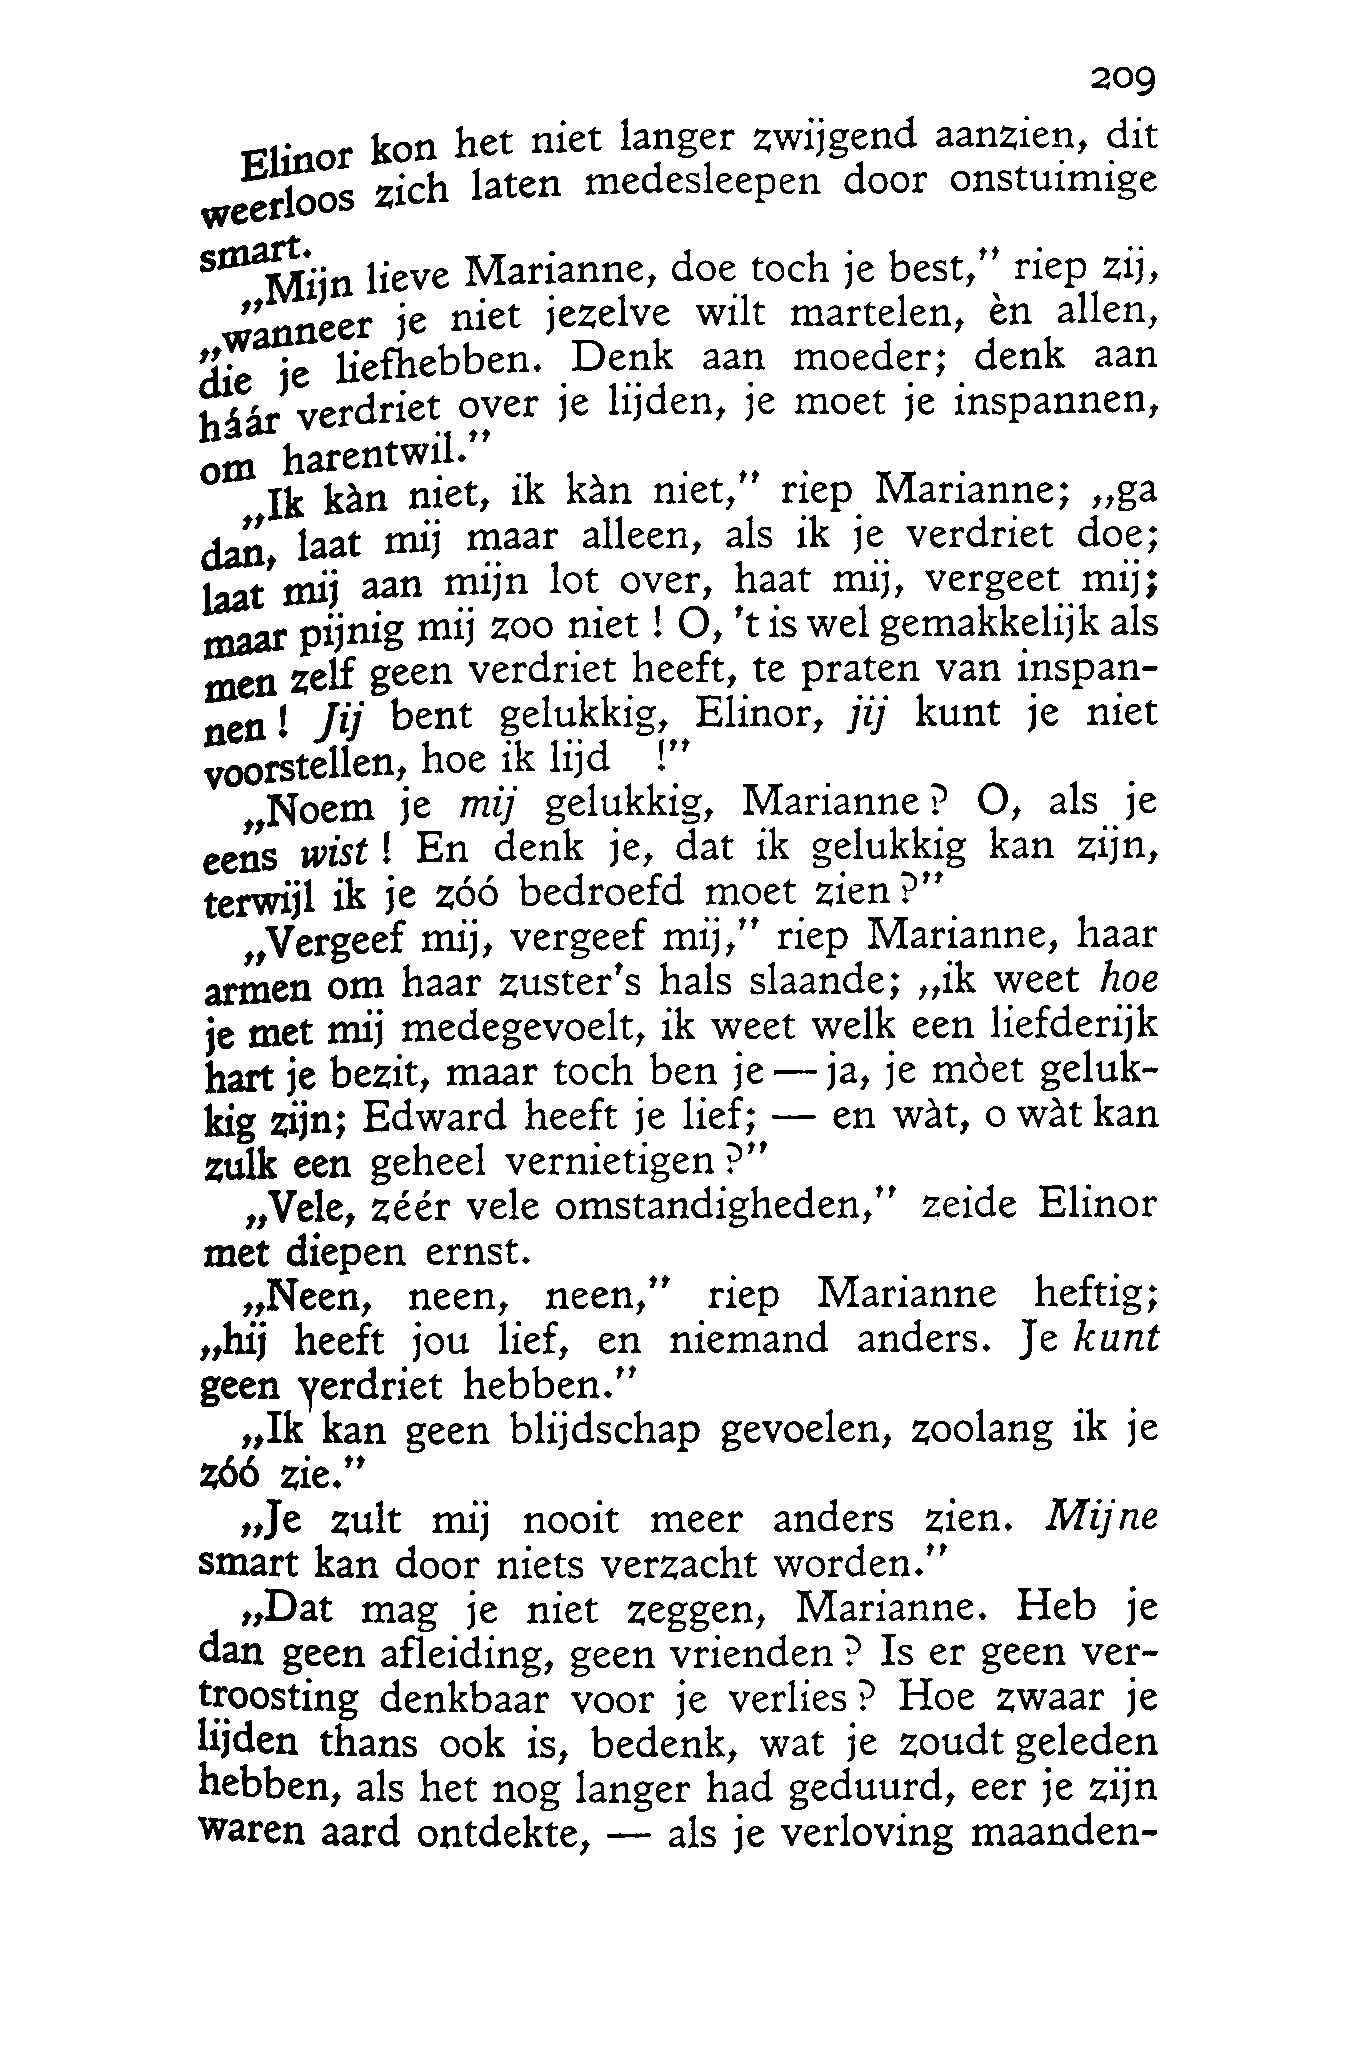 209
Elinor kon het niet langer zwijgend aanzien, dit
weerloos zich laten medesleepen door onstuimige
smart.
„Mijn lieve Marianne, doe toch je best,” riep zij,
„wanneer je niet jezelve wilt martelen, èn allen,
die je liefhebben. Denk aan moeder; denk aan
háár verdriet over je lijden, je moet je inspannen,
om harentwil.”
„Ik kàn niet, ik kàn niet,” riep Marianne; „ga
dan, laat mij maar alleen, als ik je verdriet doe;
laat mij aan mijn lot over, haat mij, vergeet mij;
maar pijnig mij zoo niet! O, 't is wel gemakkelijk als
men zelf geen verdriet heeft, te praten van inspan-
nen! Jij bent gelukkig, Elinor, jij kunt je niet
voorstellen, hoe ik lijd !”
„Noem je mij gelukkig, Marianne? O, als je
eens wist! En denk je, dat ik gelukkig kan zijn,
terwijl ik je zóó bedroefd moet zien?”
„Vergeef mij, vergeef mij,” riep Marianne, haar
armen om haar zuster's hals slaande; „ik weet hoe
je met mij medegevoelt, ik weet welk een liefderijk
hart je bezit, maar toch ben je — ja, je mòet geluk-
kig zijn; Edward heeft je lief; — en wàt, o wàt kan
zulk een geheel vernietigen?”
„Vele, zéér vele omstandigheden,” zeide Elinor
met diepen ernst.
„Neen, neen, neen,” riep Marianne heftig;
„hij heeft jou lief, en niemand anders. Je kunt
geen verdriet hebben.”
„Ik kan geen blijdschap gevoelen, zoolang ik je
zóó zie.”
„Je zult mij nooit meer anders zien. Mijne
smart kan door niets verzacht worden.”
„Dat mag je niet zeggen, Marianne. Heb je
dan geen afleiding, geen vrienden? Is er geen ver-
troosting denkbaar voor je verlies? Hoe zwaar je
lijden thans ook is, bedenk, wat je zoudt geleden
hebben, als het nog langer had geduurd, eer je zijn
waren aard ontdekte, — als je verloving maanden-